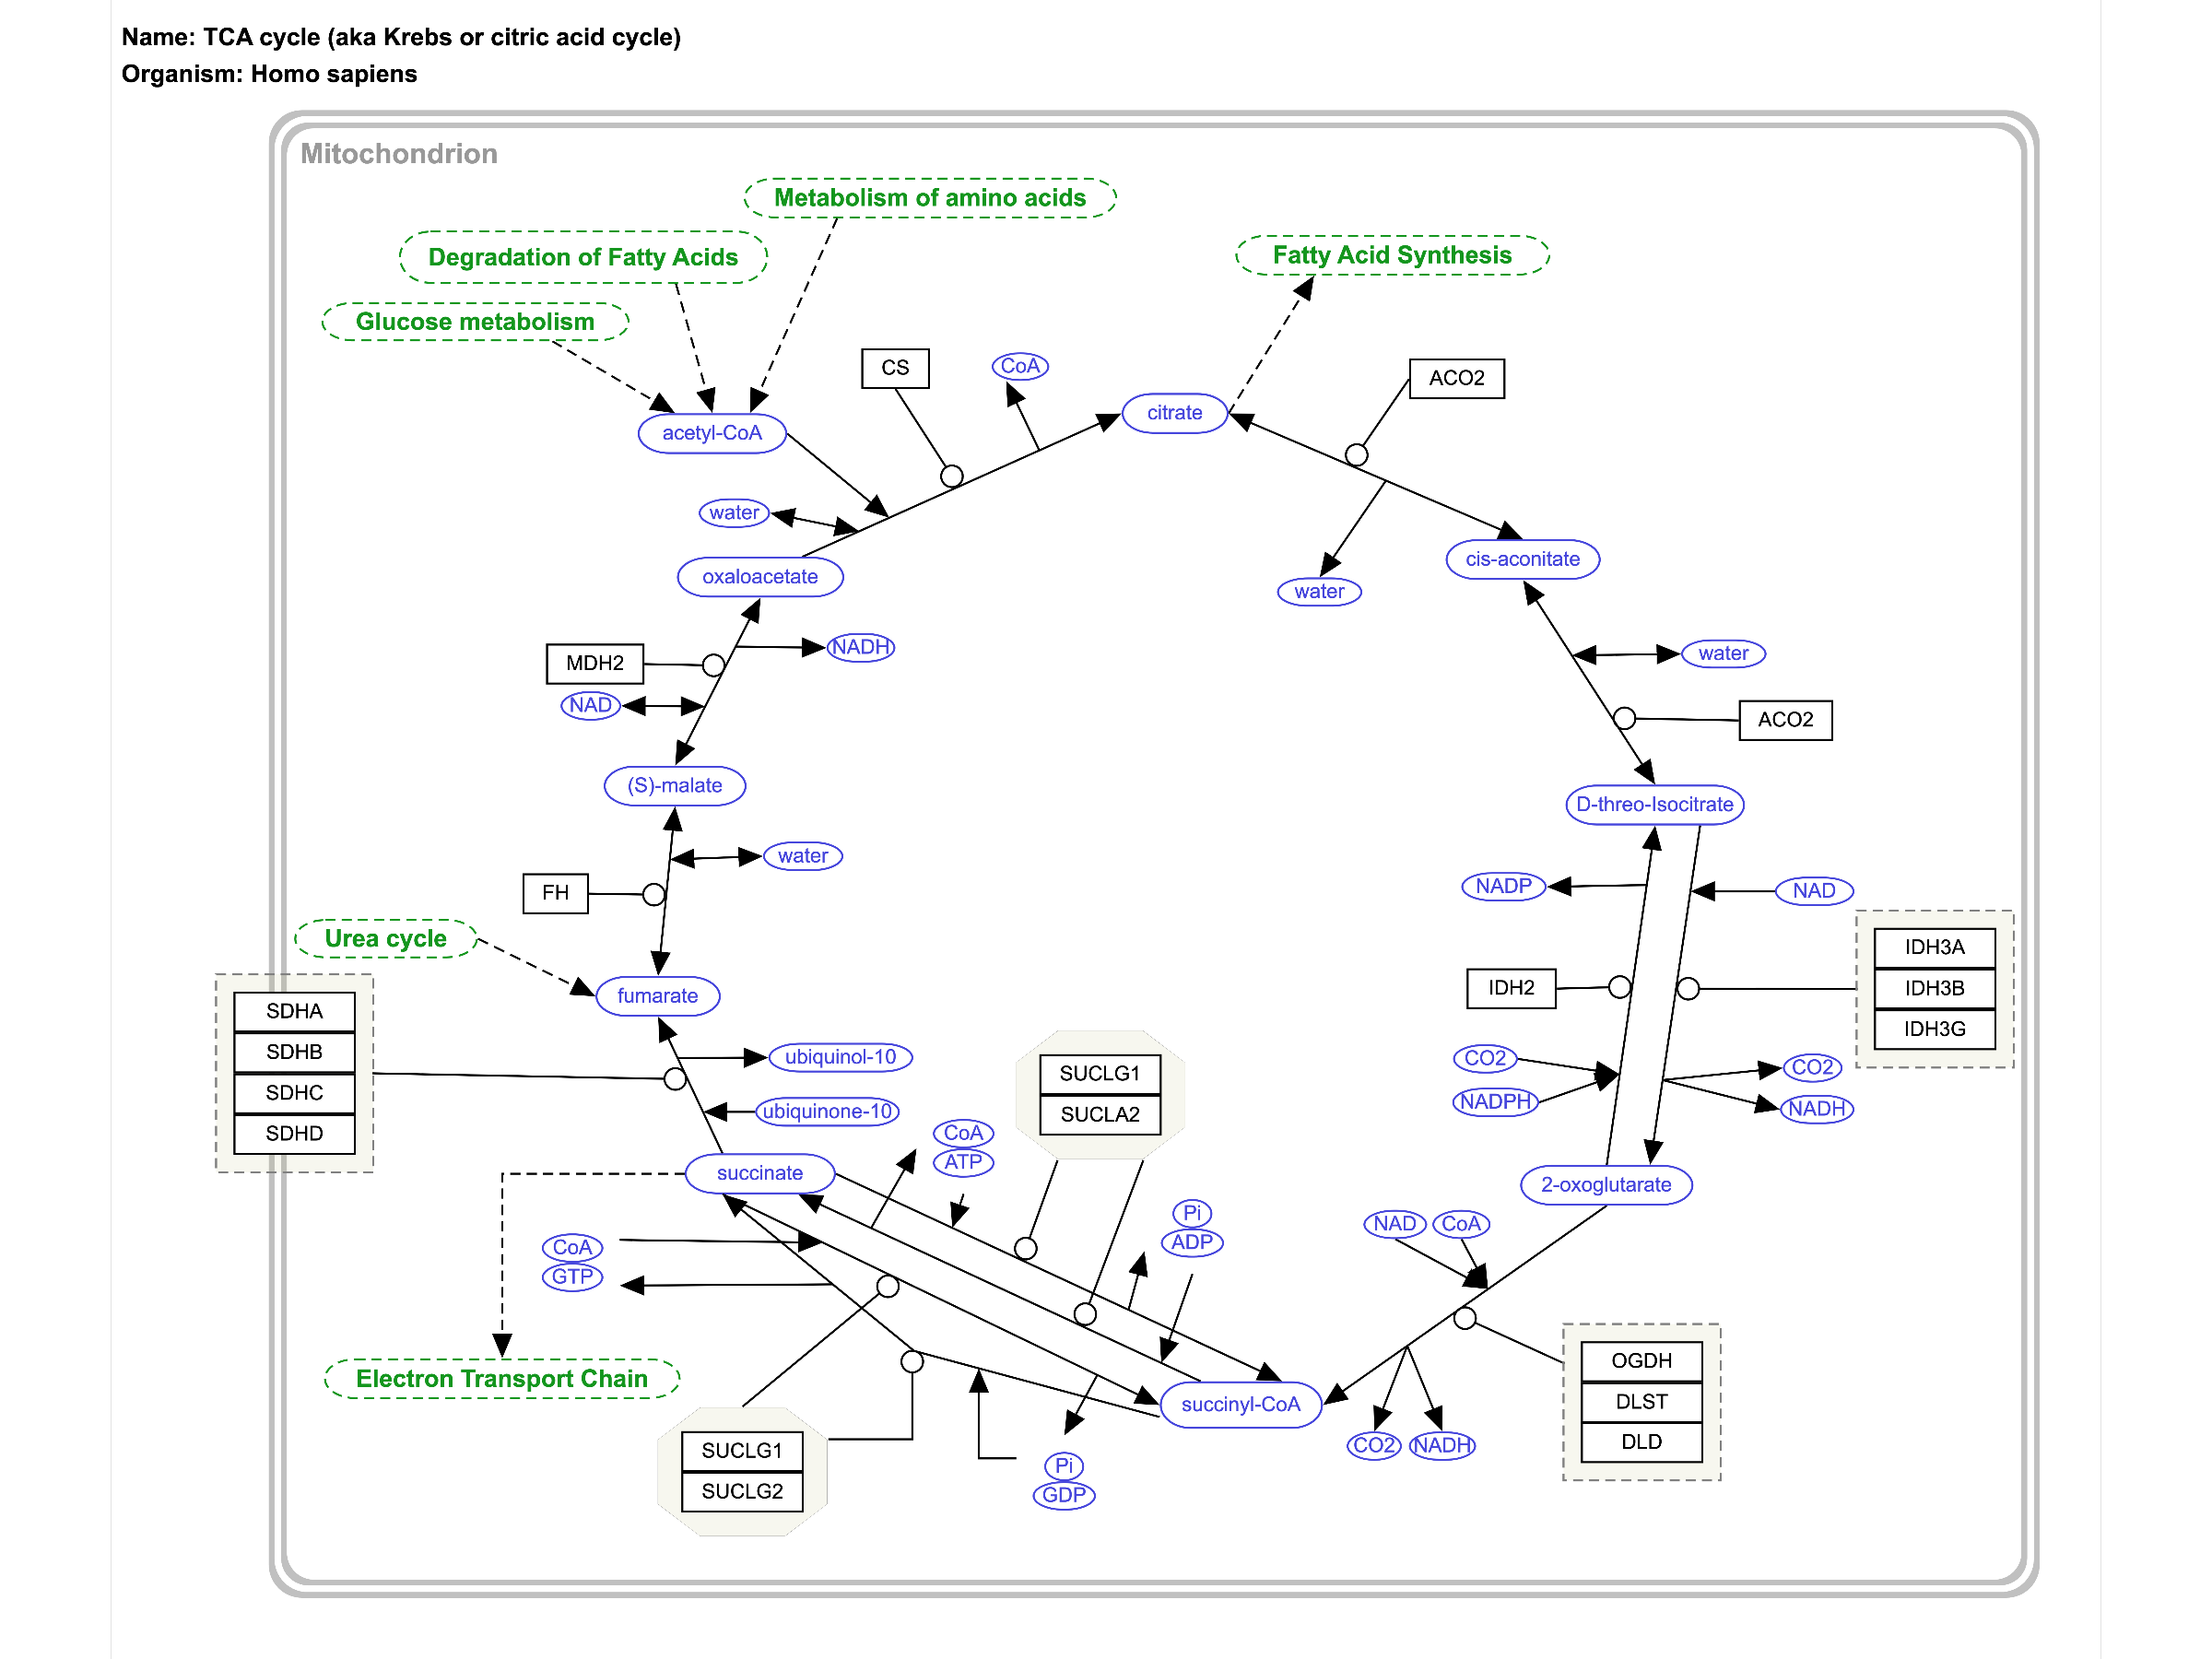 Name: TCA cycle (aka Krebs or citric acid cycle)
Organism: Homo sapiens
Mitochondrion
Metabolism of amino acids
Degradation of Fatty Acids
Fatty Acid Synthesis
Glucose metabolism
CS
CoA
ACO2
citrate
acetyl-CoA
water
cis-aconitate
oxaloacetate
water
NADH
MDH2
water
NAD
ACO2
(S)-malate
D-threo-Isocitrate
water
FH
NADP
NAD
Urea cycle
IDH3A
IDH3B
IDH3G
IDH2
fumarate
SDHA
SDHB
SDHC
SDHD
ubiquinol-10
SUCLG1
SUCLA2
CO2
CO2
NADPH
NADH
ubiquinone-10
CoA
ATP
succinate
2-oxoglutarate
Pi
ADP
NAD
CoA
CoA
GTP
Electron Transport Chain
succinyl-CoA
OGDH
DLST
DLD
CO2
NADH
SUCLG1
SUCLG2
Pi
GDP